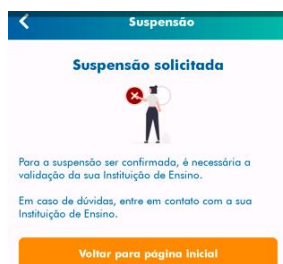 Suspensão
Suspensão solicitada
Para a suspensão ser confirmada, é necessária a
validação da sua Instituição de Ensino.
Em caso de dúvidas, entre em contato com a sua
Instituição de Ensino.
Voltar para página inicial